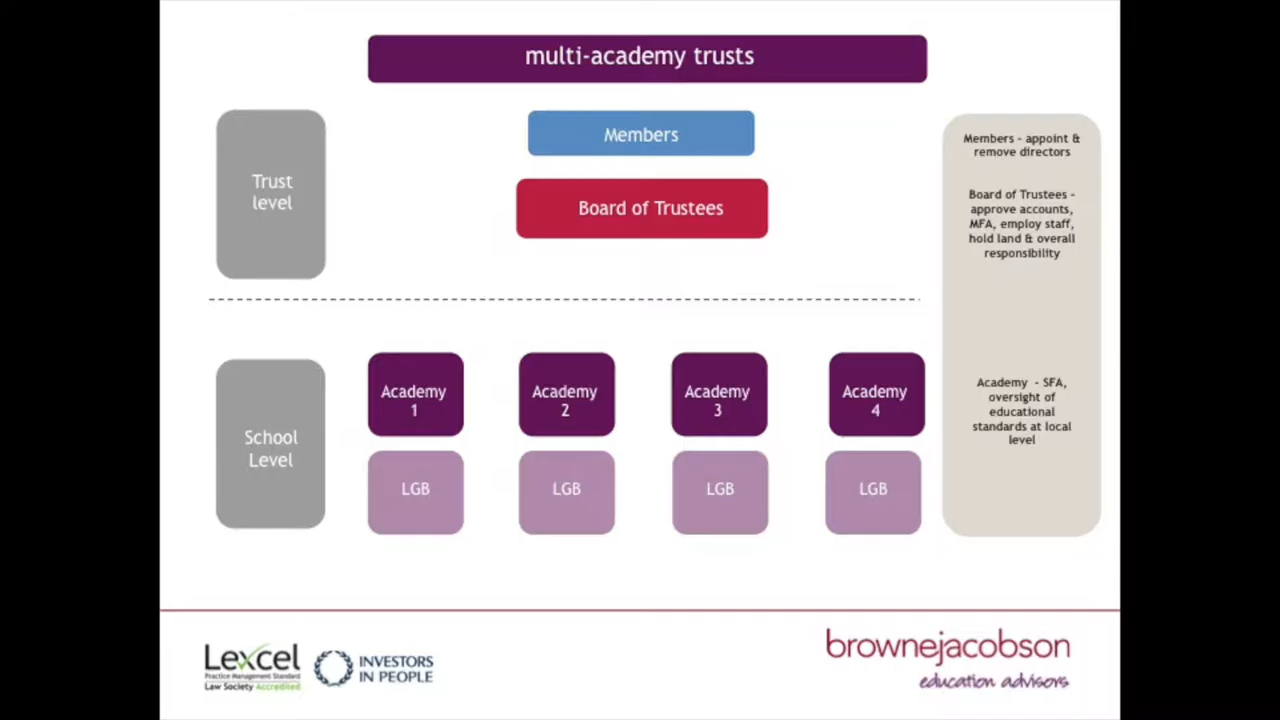 multi-academy trusts
Trust
level
Members
Board of Trustees
Members - appoint &
remove directors
Board of Trustees -
approve accounts,
MFA, employ staff,
hold land & overall
responsibility
School
Level
Academy
1
Academy
2
Academy
3
Academy
4
LGB
LGB
LGB
LGB
Academy - SFA,
oversight of
educational
standards at local
level
Lexcel
Practice Management Standard
Law Society Accredited
INVESTORS
IN PEOPLE
brownejacobson
education advisors